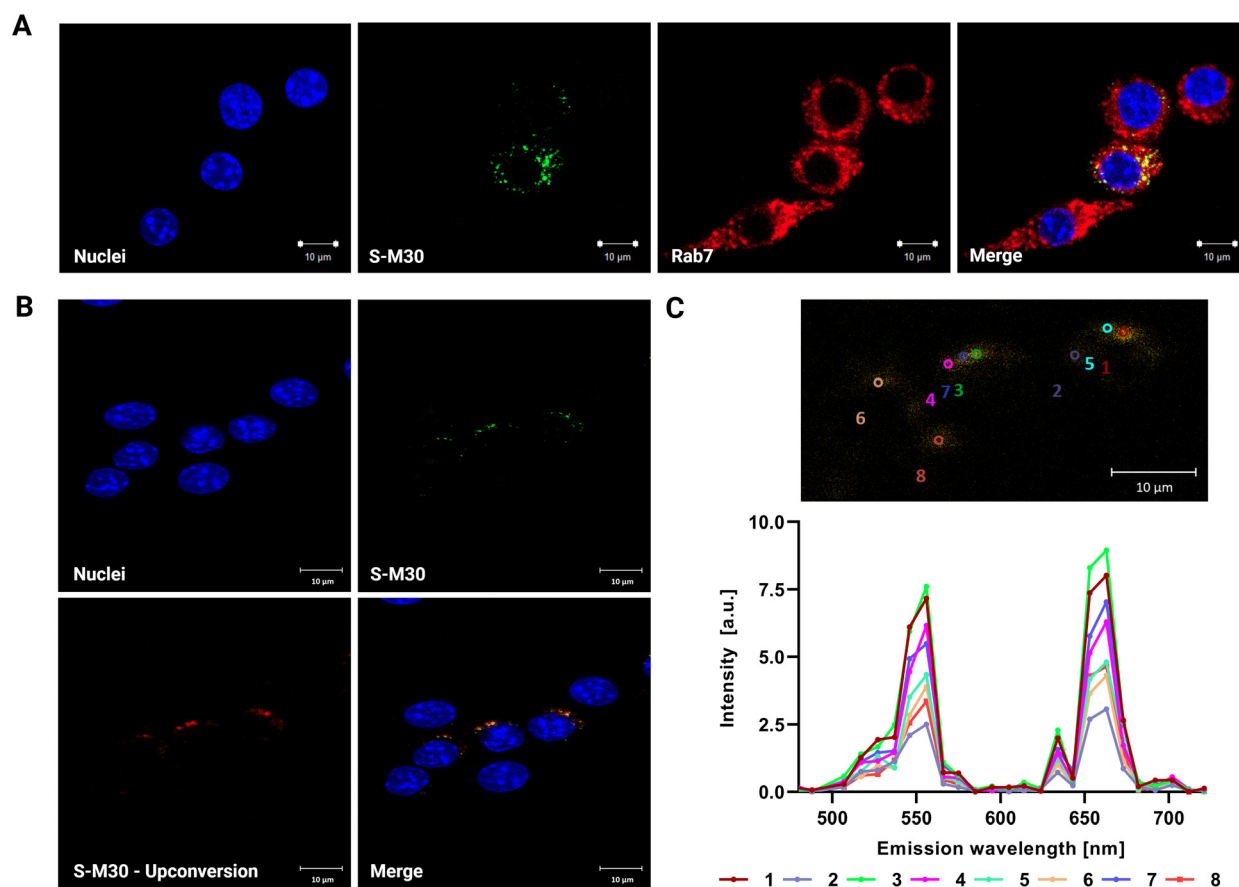 A
Nuclei
10 µm
S-M30
10 µm
Rab7
10 µm
Merge
10 µm
B
Nuclei
10 µm
S-M30
10 µm
S-M30 - Upconversion
10 µm
Merge
10 µm
C
5
1
2
7
3
4
6
8
10 µm
10.0
7.5
5.0
2.5
0.0
Intensity [a.u.]
500
550
600
650
700
Emission wavelength [nm]
1 2 3 4 5 6 7 8